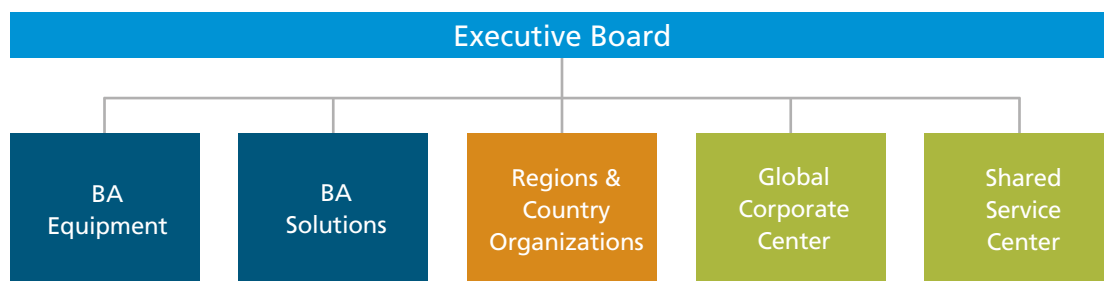 Executive Board
BA
Equipment
BA
Solutions
Regions &
Country
Organizations
Global
Corporate
Center
Shared
Service
Center